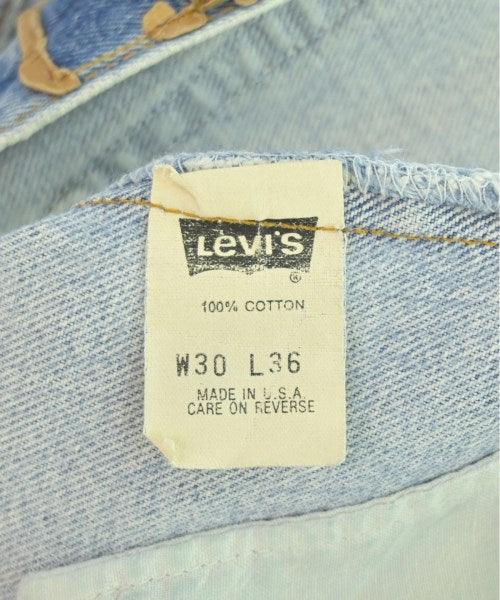 LEVI'S
®
100% COTTON
W30 L36
MADE IN U.S.A.
CARE ON REVERSE